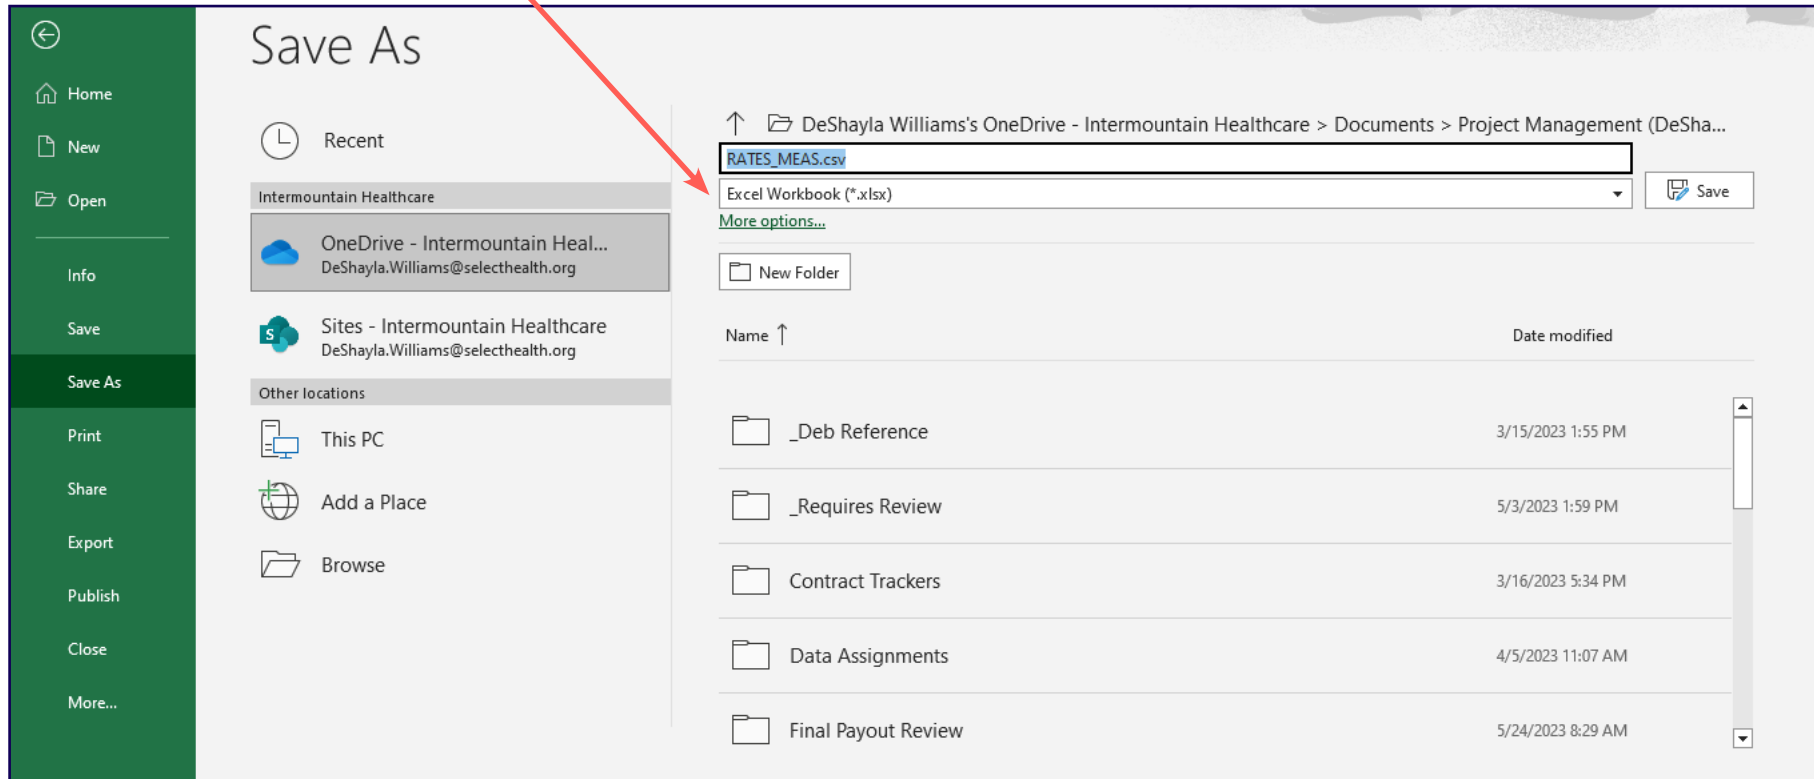 Save As
Home
New
Open
Info
Save
Save As
Print
Share
Export
Publish
Close
More...
Recent
Intermountain Healthcare
OneDrive - Intermountain Heal...
DeShayla.Williams@selecthealth.org
Sites - Intermountain Healthcare
DeShayla.Williams@selecthealth.org
Other locations
This PC
Add a Place
Browse
DeShayla Williams's OneDrive - Intermountain Healthcare > Documents > Project Management (DeSha...
RATES_MEAS.csv
Excel Workbook (*.xlsx)
Save
More options...
New Folder
Name Date modified
_Deb Reference 3/15/2023 1:55 PM
_Requires Review 5/3/2023 1:59 PM
Contract Trackers 3/16/2023 5:34 PM
Data Assignments 4/5/2023 11:07 AM
Final Payout Review 5/24/2023 8:29 AM